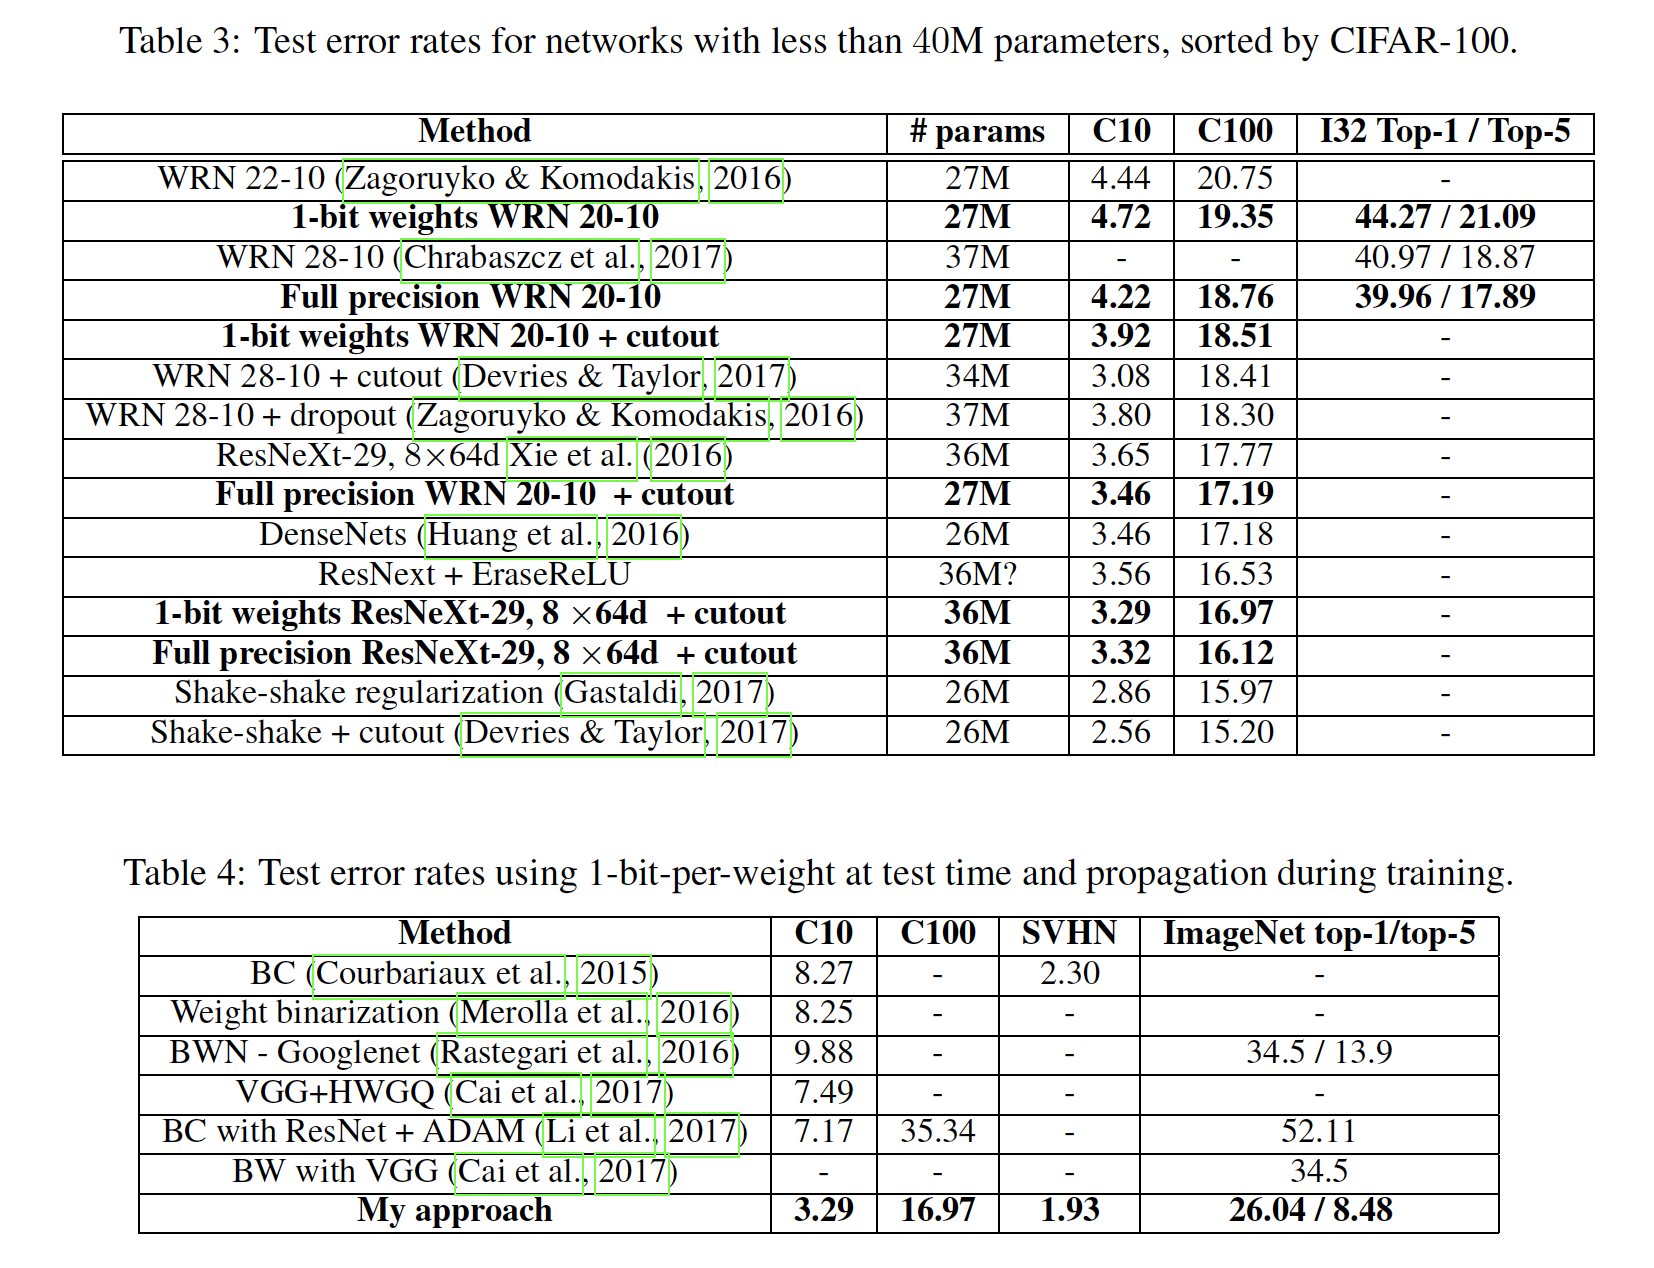 Table 3: Test error rates for networks with less than 40M parameters, sorted by CIFAR-100.
Method # params C10 C100 I32 Top-1 / Top-5
WRN 22-10 (Zagoruyko & Komodakis, 2016) 27M 4.44 20.75 -
1-bit weights WRN 20-10 27M 4.72 19.35 44.27 / 21.09
WRN 28-10 (Chrabaszcz et al., 2017) 37M - - 40.97 / 18.87
Full precision WRN 20-10 27M 4.22 18.76 39.96 / 17.89
1-bit weights WRN 20-10 + cutout 27M 3.92 18.51 -
WRN 28-10 + cutout (Devries & Taylor, 2017) 34M 3.08 18.41 -
WRN 28-10 + dropout (Zagoruyko & Komodakis, 2016) 37M 3.80 18.30 -
ResNeXt-29, 8×64d Xie et al. (2016) 36M 3.65 17.77 -
Full precision WRN 20-10 + cutout 27M 3.46 17.19 -
DenseNets (Huang et al., 2016) 26M 3.46 17.18 -
ResNext + EraseReLU 36M? 3.56 16.53 -
1-bit weights ResNeXt-29, 8 ×64d + cutout 36M 3.29 16.97 -
Full precision ResNeXt-29, 8 ×64d + cutout 36M 3.32 16.12 -
Shake-shake regularization (Gastaldi, 2017) 26M 2.86 15.97 -
Shake-shake + cutout (Devries & Taylor, 2017) 26M 2.56 15.20 -
Table 4: Test error rates using 1-bit-per-weight at test time and propagation during training.
Method C10 C100 SVHN ImageNet top-1/top-5
BC (Courbariaux et al., 2015) 8.27 - 2.30 -
Weight binarization (Merolla et al., 2016) 8.25 - - -
BWN - Googlenet (Rastegari et al., 2016) 9.88 - - 34.5 / 13.9
VGG+HWGQ (Cai et al., 2017) 7.49 - - -
BC with ResNet + ADAM (Li et al., 2017) 7.17 35.34 - 52.11
BW with VGG (Cai et al., 2017) - - - 34.5
My approach 3.29 16.97 1.93 26.04 / 8.48